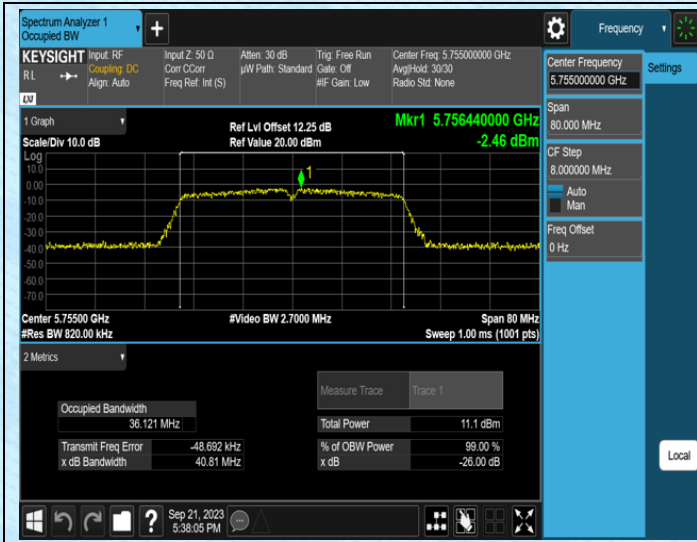 Spectrum Analyzer 1
Occupied BW
Frequency
KEYSIGHT
RL
LXI
Input: RF
Coupling: DC
Align: Auto
Input Z: 50 Ω
Corr CCorr
Freq Ref: Int (S)
Atten: 30 dB
µW Path: Standard
Trig: Free Run
Gate: Off
#IF Gain: Low
Center Freq: 5.755000000 GHz
Avg|Hold: 30/30
Radio Std: None
Center Frequency
5.755000000 GHz
Settings
Span
80.000 MHz
CF Step
8.000000 MHz
Auto
Man
Freq Offset
0 Hz
1 Graph
Scale/Div 10.0 dB
Ref Lvl Offset 12.25 dB
Ref Value 20.00 dBm
Mkr1 5.756440000 GHz
-2.46 dBm
Log
10.0
0.00
-10.0
-20.0
-30.0
-40.0
-50.0
-60.0
-70.0
1
Center 5.75500 GHz
#Res BW 820.00 kHz
#Video BW 2.7000 MHz
Span 80 MHz
Sweep 1.00 ms (1001 pts)
2 Metrics
Measure Trace
Trace 1
Occupied Bandwidth
36.121 MHz
Total Power
11.1 dBm
Transmit Freq Error
-48.692 kHz
% of OBW Power
99.00 %
x dB Bandwidth
40.81 MHz
x dB
-26.00 dB
Local
?
Sep 21, 2023
5:38:05 PM